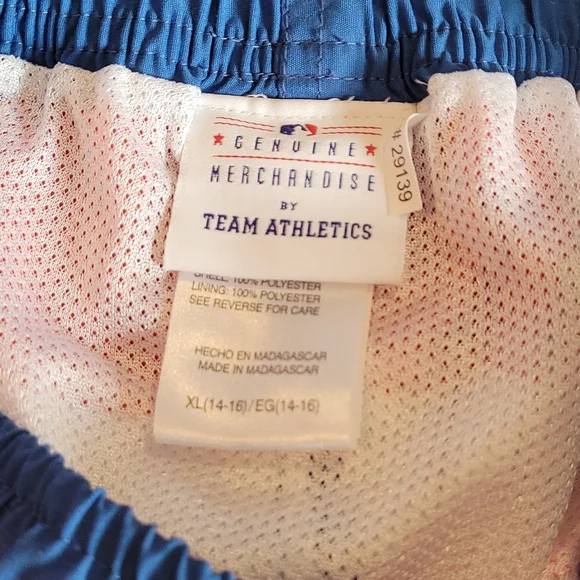 GENUINE
MERCHANDISE
BY
TEAM ATHLETICS
# 29139
SHELL: 100% POLYESTER
LINING: 100% POLYESTER
SEE REVERSE FOR CARE
HECHO EN MADAGASCAR
MADE IN MADAGASCAR
XL(14-16)/EG(14-16)